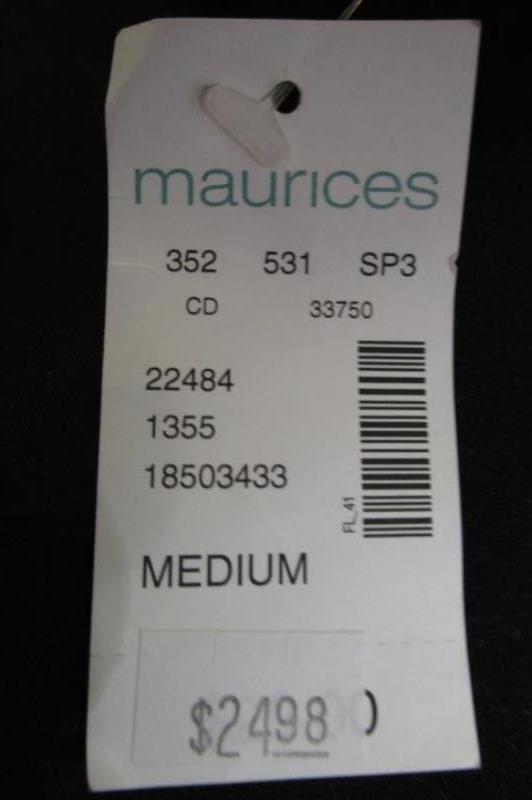 maurices
352 531 SP3
CD 33750
22484
1355
18503433
FL_41
MEDIUM
$2498